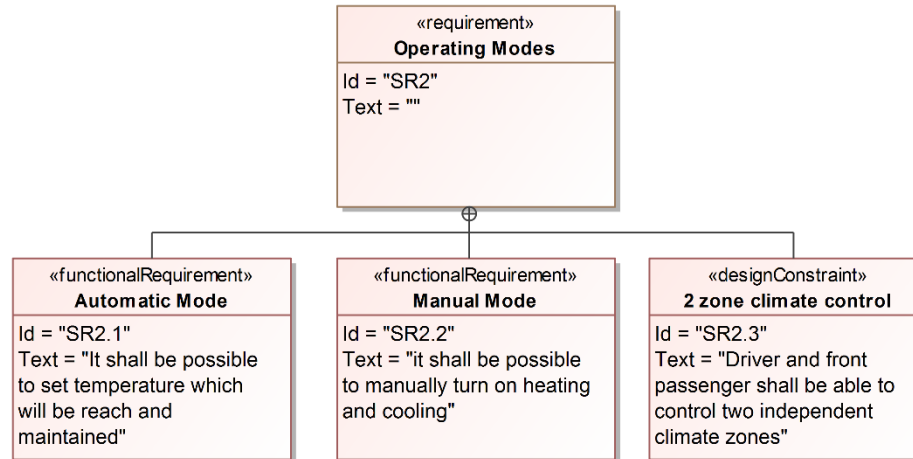 «requirement»
Operating Modes
Id = "SR2"
Text = ""
«functionalRequirement»
Automatic Mode
Id = "SR2.1"
Text = "It shall be possible
to set temperature which
will be reach and
maintained"
«functionalRequirement»
Manual Mode
Id = "SR2.2"
Text = "it shall be possible
to manually turn on heating
and cooling"
«designConstraint»
2 zone climate control
Id = "SR2.3"
Text = "Driver and front
passenger shall be able to
control two independent
climate zones"